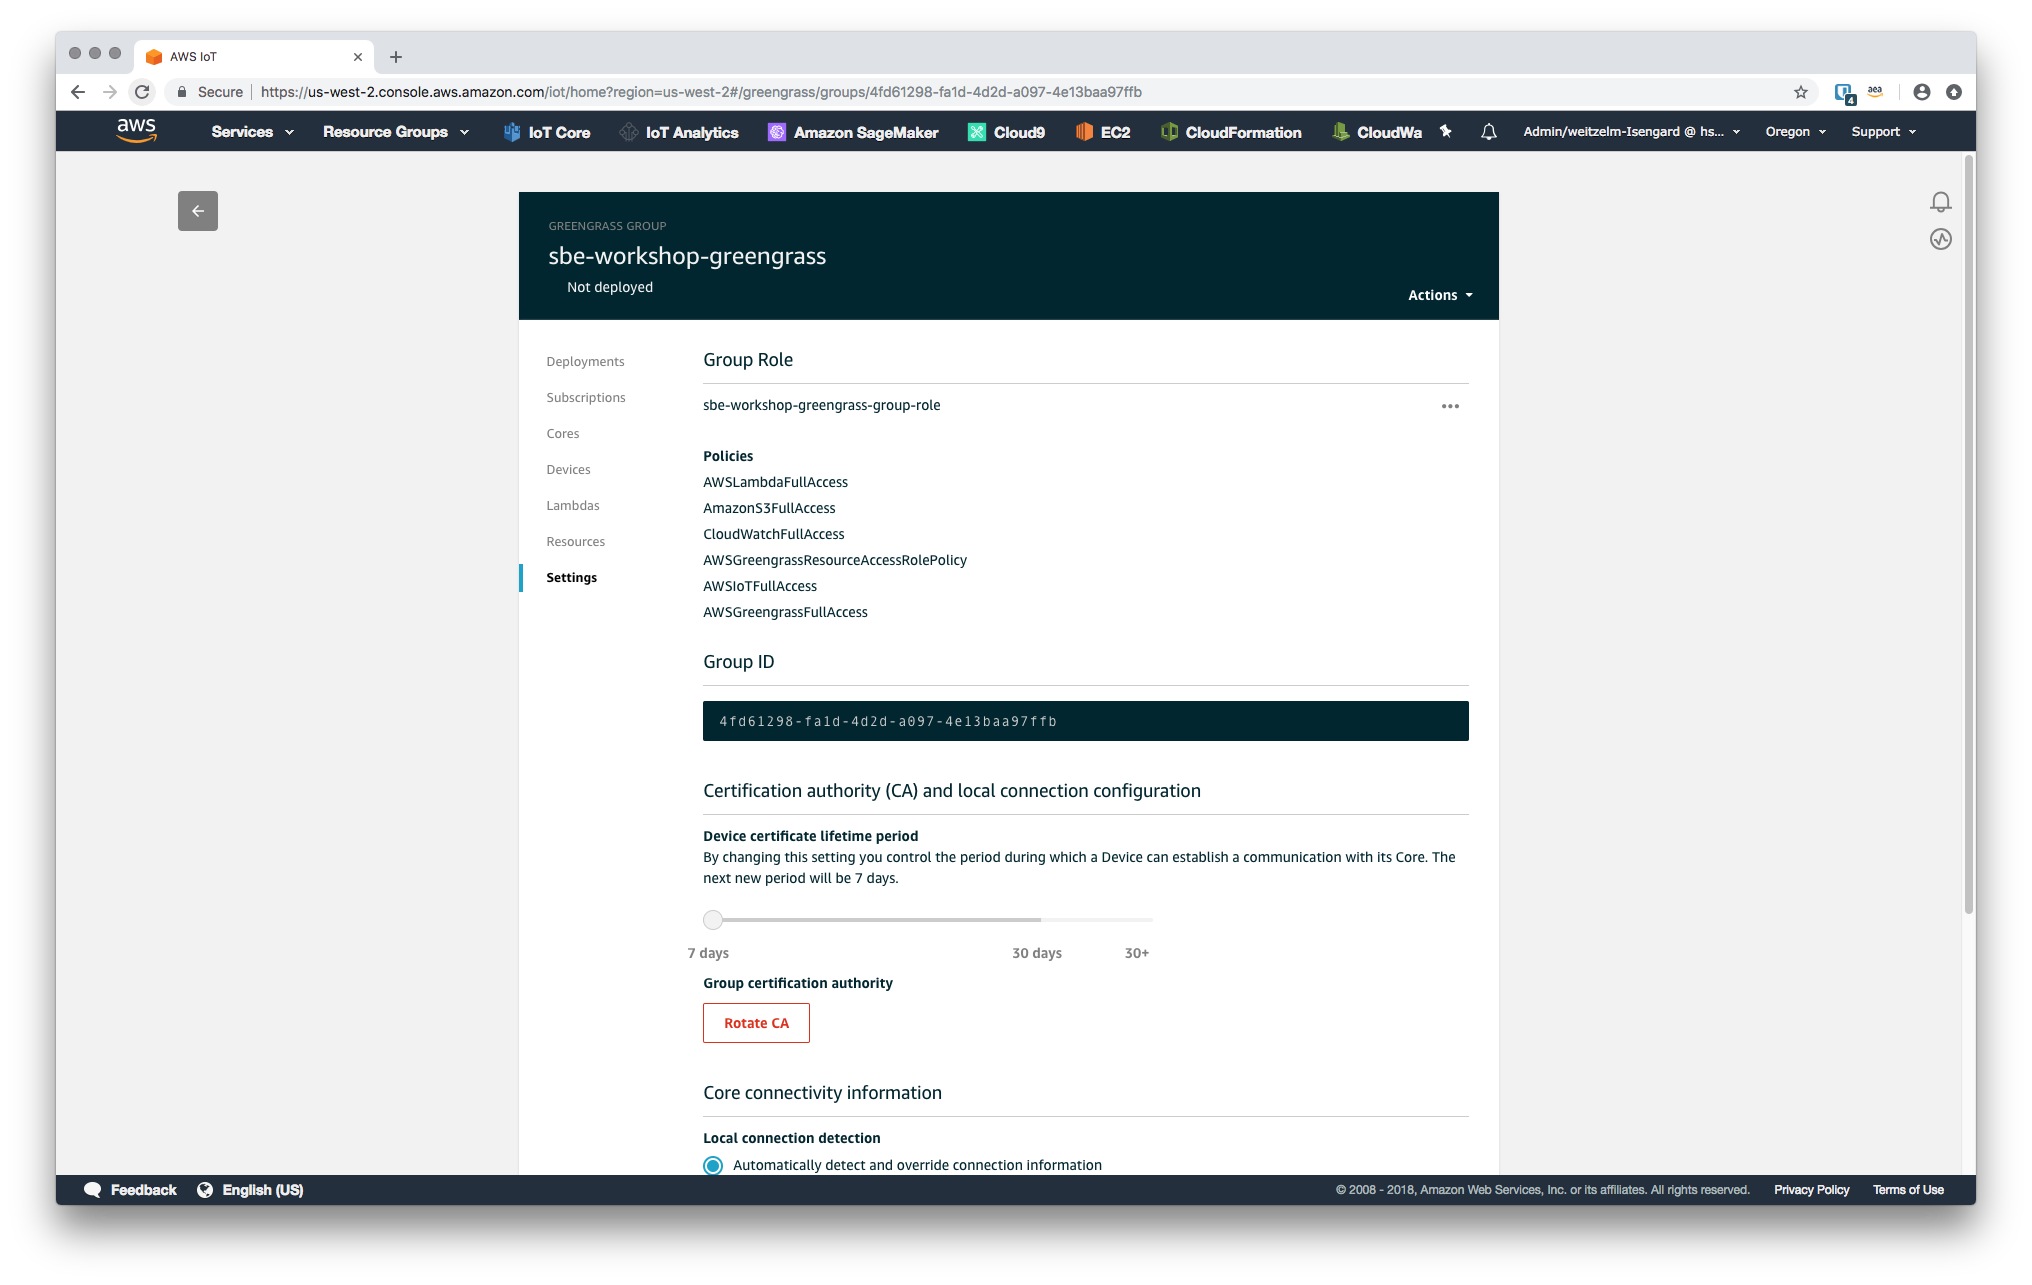 AWS IoT
Secure https://us-west-2.console.aws.amazon.com/iot/home?region=us-west-2#/greengrass/groups/4fd61298-fa1d-4d2d-a097-4e13baa97ffb 4 aea
aws Services Resource Groups IoT Core IoT Analytics Amazon SageMaker Cloud9 EC2 CloudFormation CloudWa Admin/weitzelm-Isengard @ hs... Oregon Support
GREENGRASS GROUP
sbe-workshop-greengrass
Not deployed
Actions
Deployments
Subscriptions
Cores
Devices
Lambdas
Resources
Settings
Group Role
sbe-workshop-greengrass-group-role
Policies
AWSLambdaFullAccess
AmazonS3FullAccess
CloudWatchFullAccess
AWSGreengrassResourceAccessRolePolicy
AWSIoTFullAccess
AWSGreengrassFullAccess
Group ID
4fd61298-fa1d-4d2d-a097-4e13baa97ffb
Certification authority (CA) and local connection configuration
Device certificate lifetime period
By changing this setting you control the period during which a Device can establish a communication with its Core. The
next new period will be 7 days.
7 days 30 days 30+
Group certification authority
Rotate CA
Core connectivity information
Local connection detection
Automatically detect and override connection information
Feedback English (US) © 2008 - 2018, Amazon Web Services, Inc. or its affiliates. All rights reserved. Privacy Policy Terms of Use